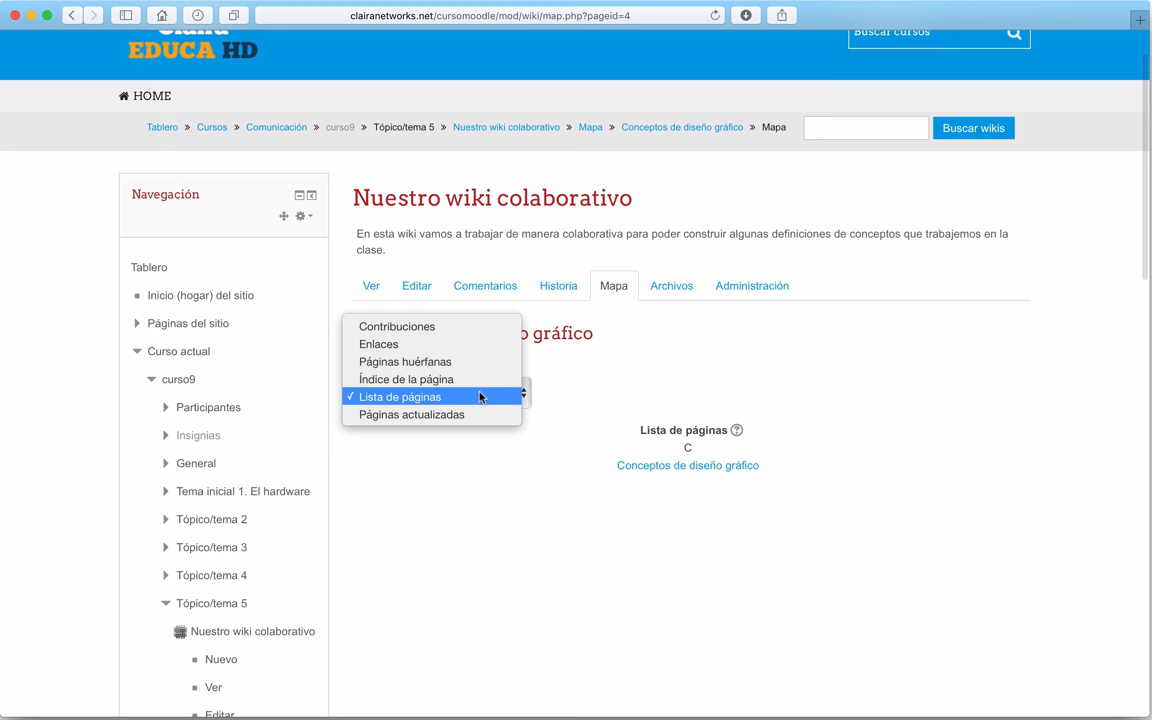 clairanetworks.net/cursomoodle/mod/wiki/map.php?pageid=4
EDUCA HD
Buscar cursos
HOME
Tablero » Cursos » Comunicación » curso9 » Tópico/tema 5 » Nuestro wiki colaborativo » Mapa » Conceptos de diseño gráfico » Mapa
Buscar wikis
Navegación
Tablero
Inicio (hogar) del sitio
Páginas del sitio
Curso actual
curso9
Participantes
Insignias
General
Tema inicial 1. El hardware
Tópico/tema 2
Tópico/tema 3
Tópico/tema 4
Tópico/tema 5
Nuestro wiki colaborativo
Nuevo
Ver
Editar
Nuestro wiki colaborativo
En esta wiki vamos a trabajar de manera colaborativa para poder construir algunas definiciones de conceptos que trabajemos en la
clase.
Ver Editar Comentarios Historia Mapa Archivos Administración
gráfico
Contribuciones
Enlaces
Páginas huérfanas
Índice de la página
✓ Lista de páginas
Páginas actualizadas
Lista de páginas
C
Conceptos de diseño gráfico